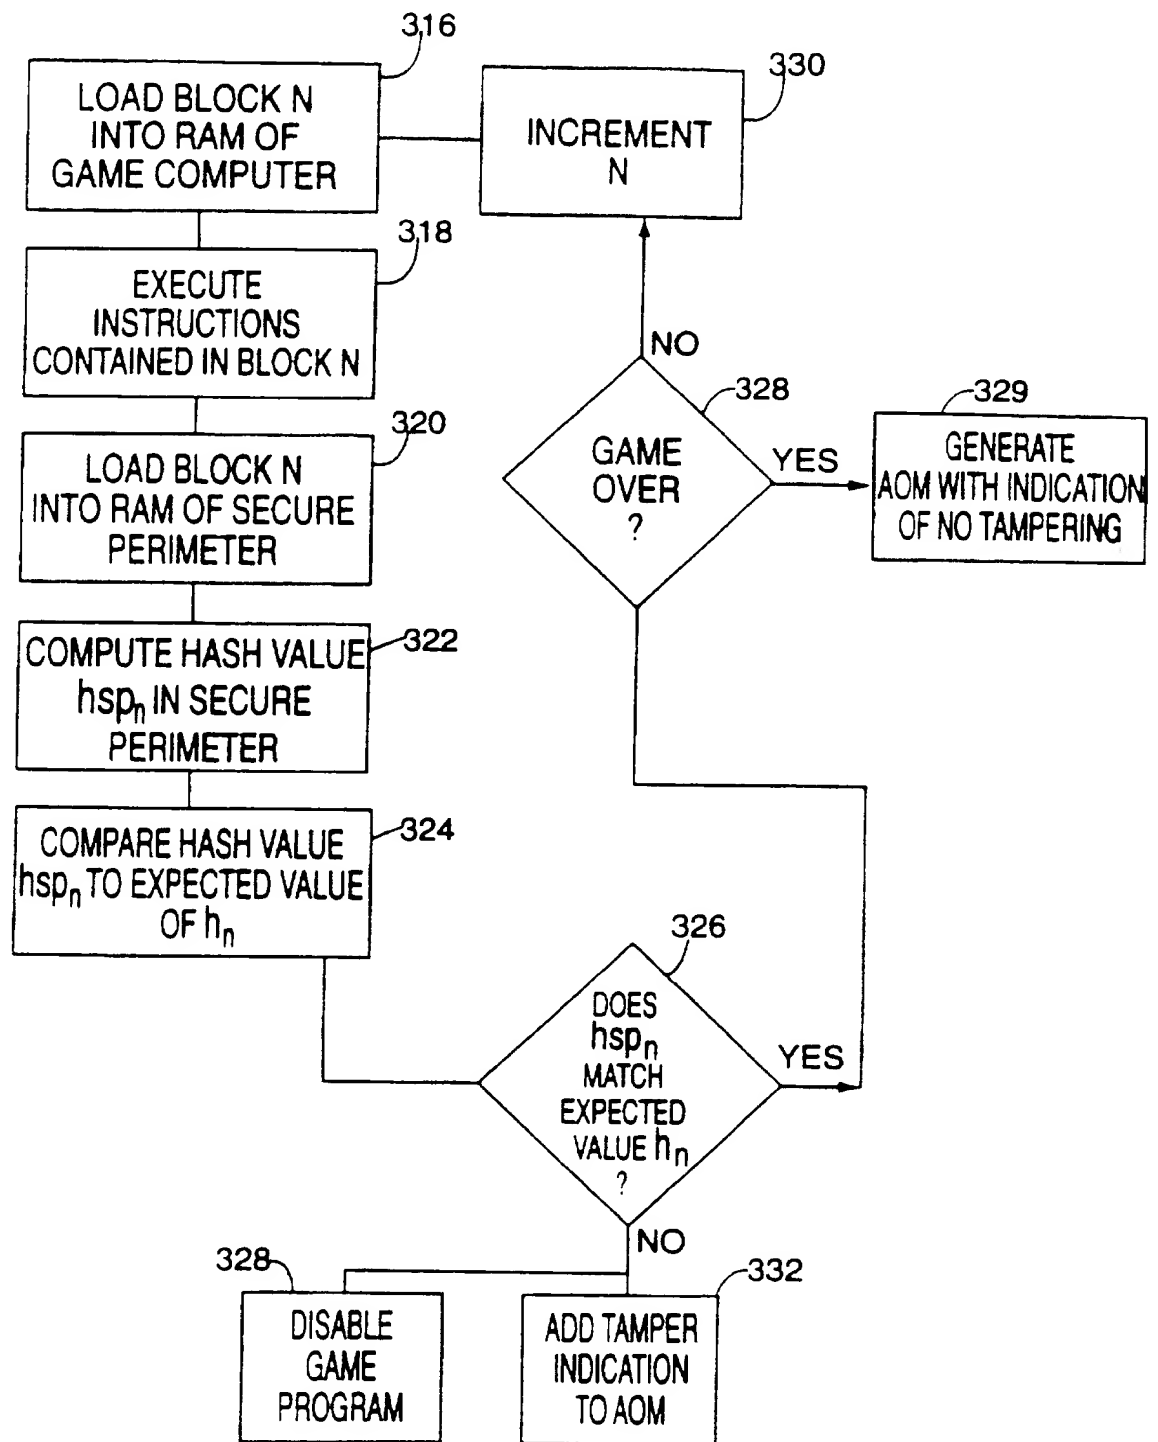 316
LOAD BLOCK N
INTO RAM OF
GAME COMPUTER
330
INCREMENT
N
318
EXECUTE
INSTRUCTIONS
CONTAINED IN BLOCK N
NO
320
LOAD BLOCK N
INTO RAM OF SECURE
PERIMETER
328
GAME
OVER
?
YES
329
GENERATE
AOM WITH INDICATION
OF NO TAMPERING
322
COMPUTE HASH VALUE
hspn IN SECURE
PERIMETER
324
COMPARE HASH VALUE
hspn TO EXPECTED VALUE
OF hn
326
DOES
hspn
MATCH
EXPECTED
VALUE hn
?
YES
NO
328
DISABLE
GAME
PROGRAM
332
ADD TAMPER
INDICATION
TO AOM